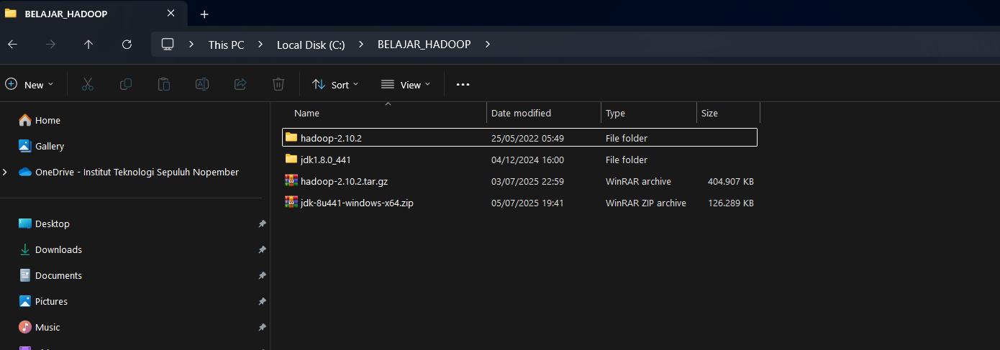 BELAJAR_HADOOP
This PC > Local Disk (C:) > BELAJAR_HADOOP >
New Sort View
Name Date modified Type Size
hadoop-2.10.2 25/05/2022 05:49 File folder
jdk1.8.0_441 04/12/2024 16:00 File folder
hadoop-2.10.2.tar.gz 03/07/2025 22:59 WinRAR archive 404.907 KB
jdk-8u441-windows-x64.zip 05/07/2025 19:41 WinRAR ZIP archive 126.289 KB
Home
Gallery
OneDrive - Institut Teknologi Sepuluh Nopember
Desktop
Downloads
Documents
Pictures
Music